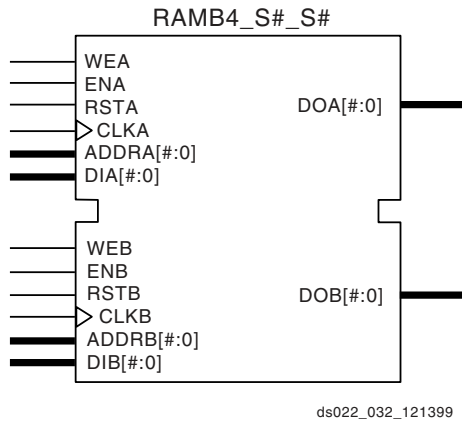 RAMB4_S#_S#
WEA
ENA
RSTA
DOA[#:0]
CLKA
ADDRA[#:0]
DIA[#:0]
WEB
ENB
RSTB
DOB[#:0]
CLKB
ADDRB[#:0]
DIB[#:0]
ds022_032_121399